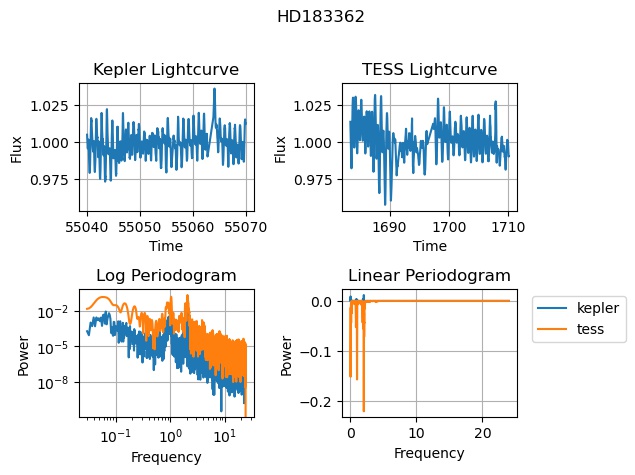 HD183362
Kepler Lightcurve
TESS Lightcurve
Flux
1.025
1.000
0.975
55040
55050
55060
55070
Time
Flux
1.025
1.000
0.975
1690
1700
1710
Time
Log Periodogram
Linear Periodogram
Power
10⁻²
10⁻⁵
10⁻⁸
10⁻¹
10⁰
10¹
Frequency
Power
0.0
−0.1
−0.2
0
20
Frequency
kepler
tess